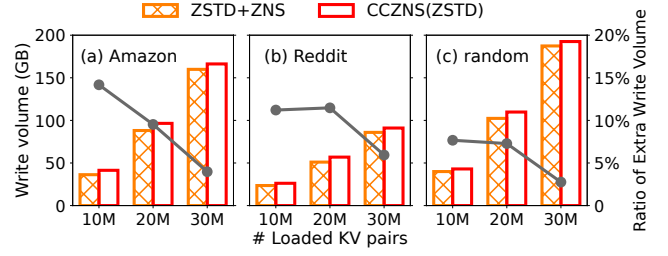 ZSTD+ZNS CCZNS(ZSTD)
Write volume (GB)
200
150
100
50
0
(a) Amazon
(b) Reddit
(c) random
20%
15%
10%
5%
0
Ratio of Extra Write Volume
10M 20M 30M 10M 20M 30M 10M 20M 30M
# Loaded KV pairs